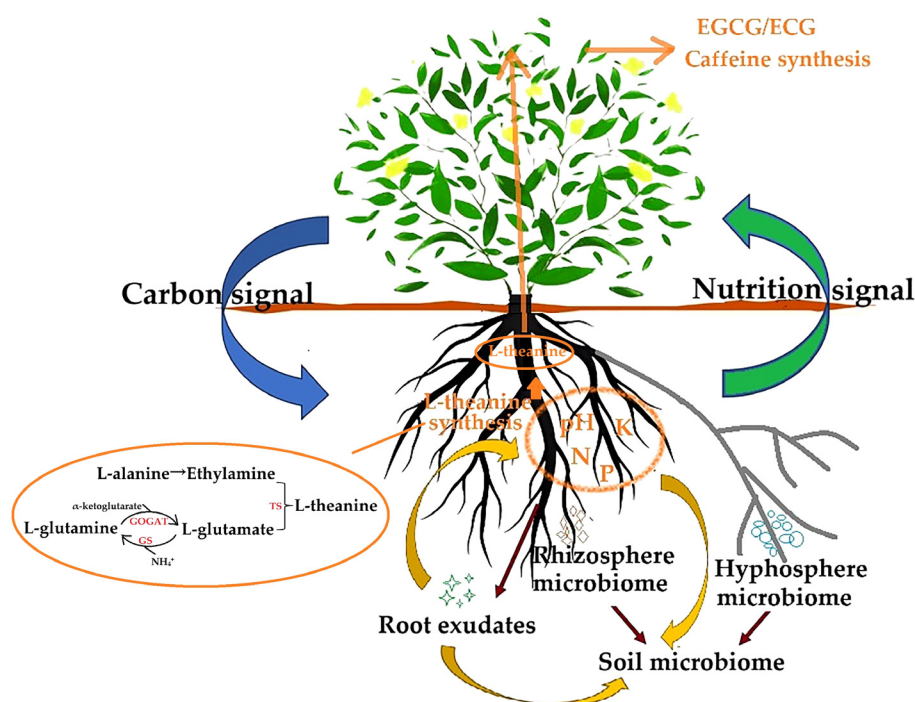 EGCG/ECG
Caffeine synthesis
Carbon signal
Nutrition signal
L-theanine
L-theanine
synthesis
pH
K
N
P
L-alanine→Ethylamine
α-ketoglutarate
TS
L-theanine
L-glutamine
GOGAT
L-glutamate
GS
NH₄⁺
Rhizosphere
microbiome
Hyphosphere
microbiome
Root exudates
Soil microbiome